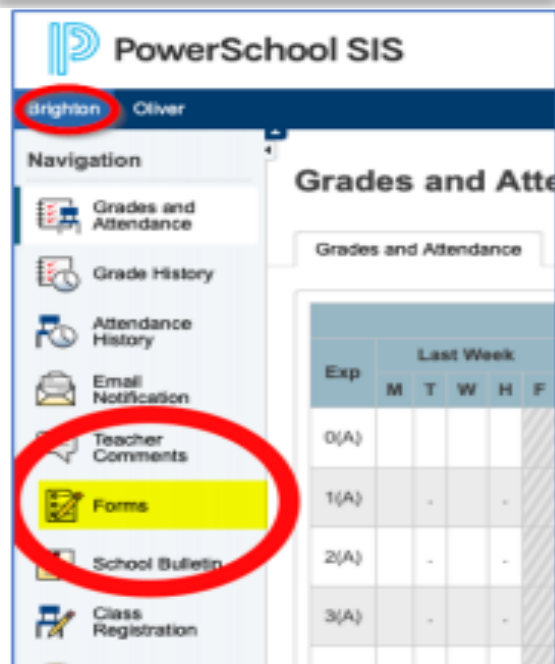 PowerSchool SIS
Brighton Oliver
Navigation
Grades and Atte
Grades and
Attendance
Grades and Attendance
Grade History
Attendance
History
Last Week
Exp
M T W H F
Email
Notification
0(A)
Teacher
Comments
Forms
1(A) . .
School Bulletin
2(A) . .
Class
Registration
3(A) . .